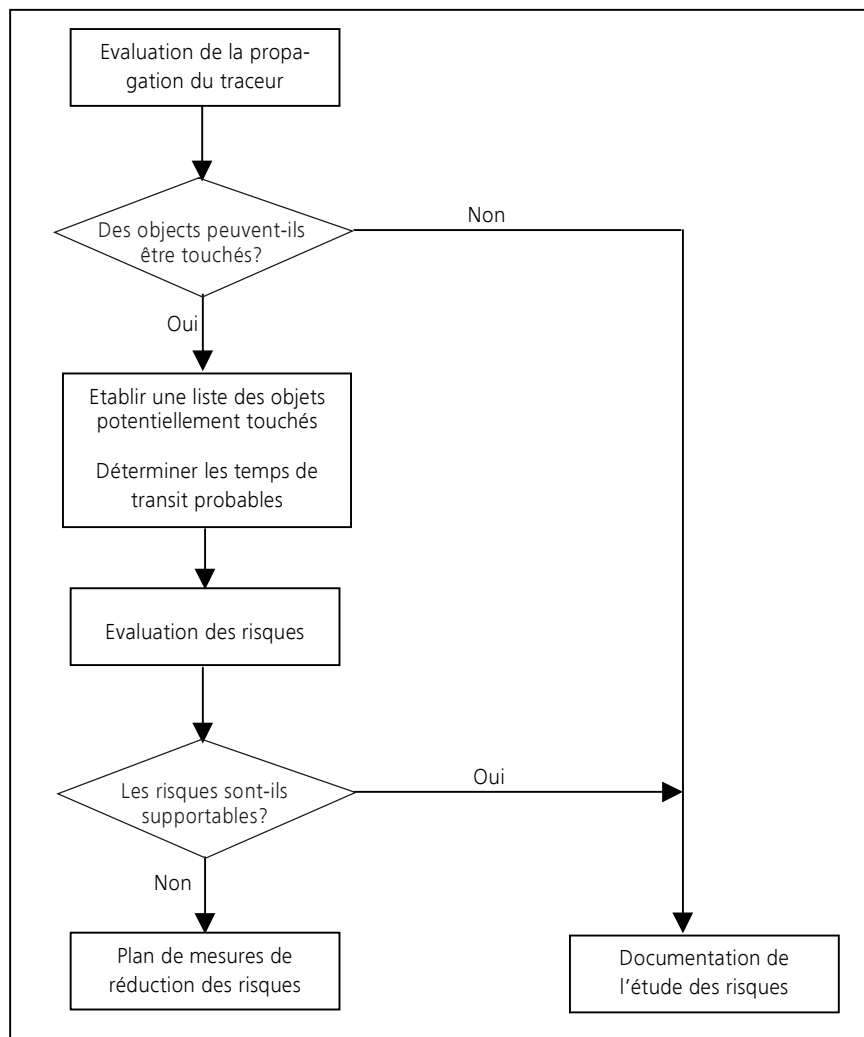 Evaluation de la propa-
gation du traceur
Des objects peuvent-ils
être touchés?
Non
Oui
Etablir une liste des objets
potentiellement touchés
Déterminer les temps de
transit probables
Evaluation des risques
Les risques sont-ils
supportables?
Oui
Non
Plan de mesures de
réduction des risques
Documentation de
l'étude des risques